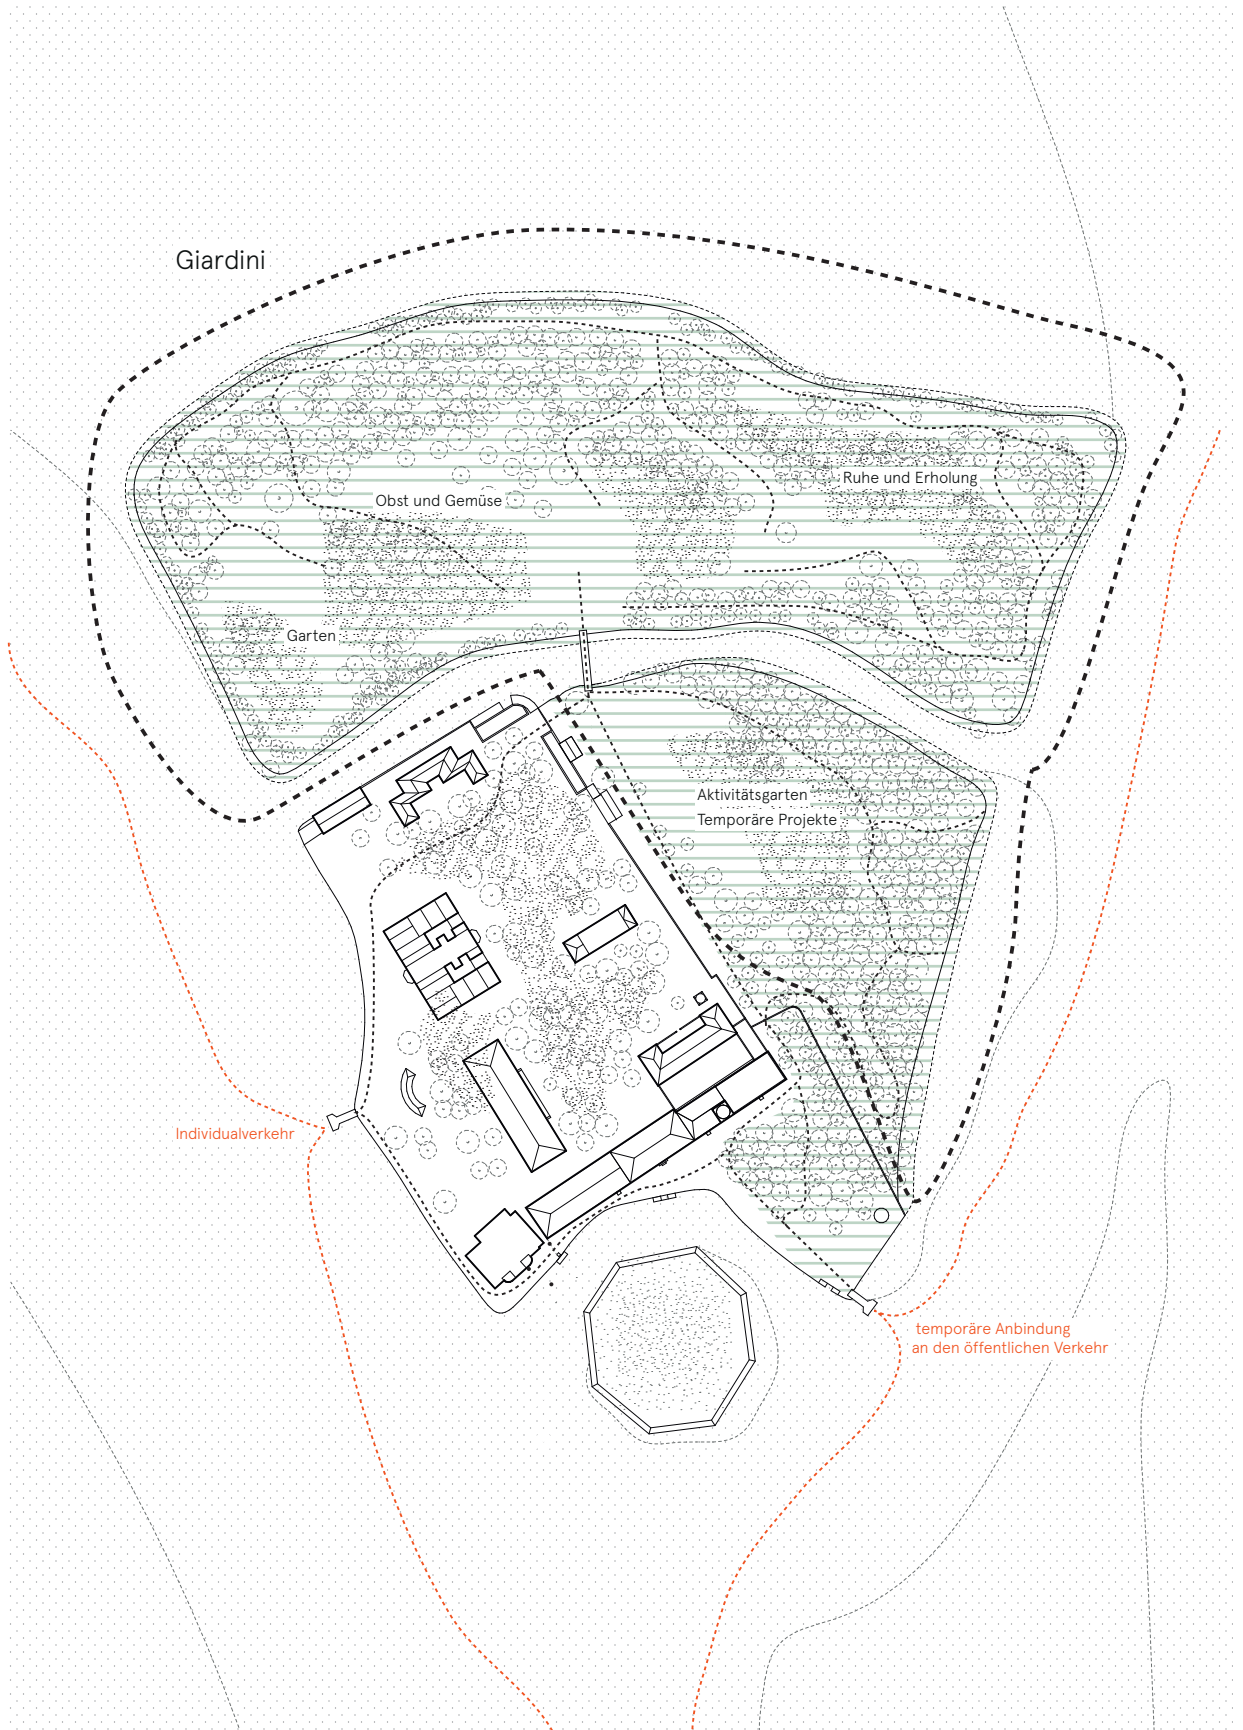 Giardini
Ruhe und Erholung
Obst und Gemüse
Garten
Aktivitätsgarten
Temporäre Projekte
Individualverkehr
temporäre Anbindung
an den öffentlichen Verkehr